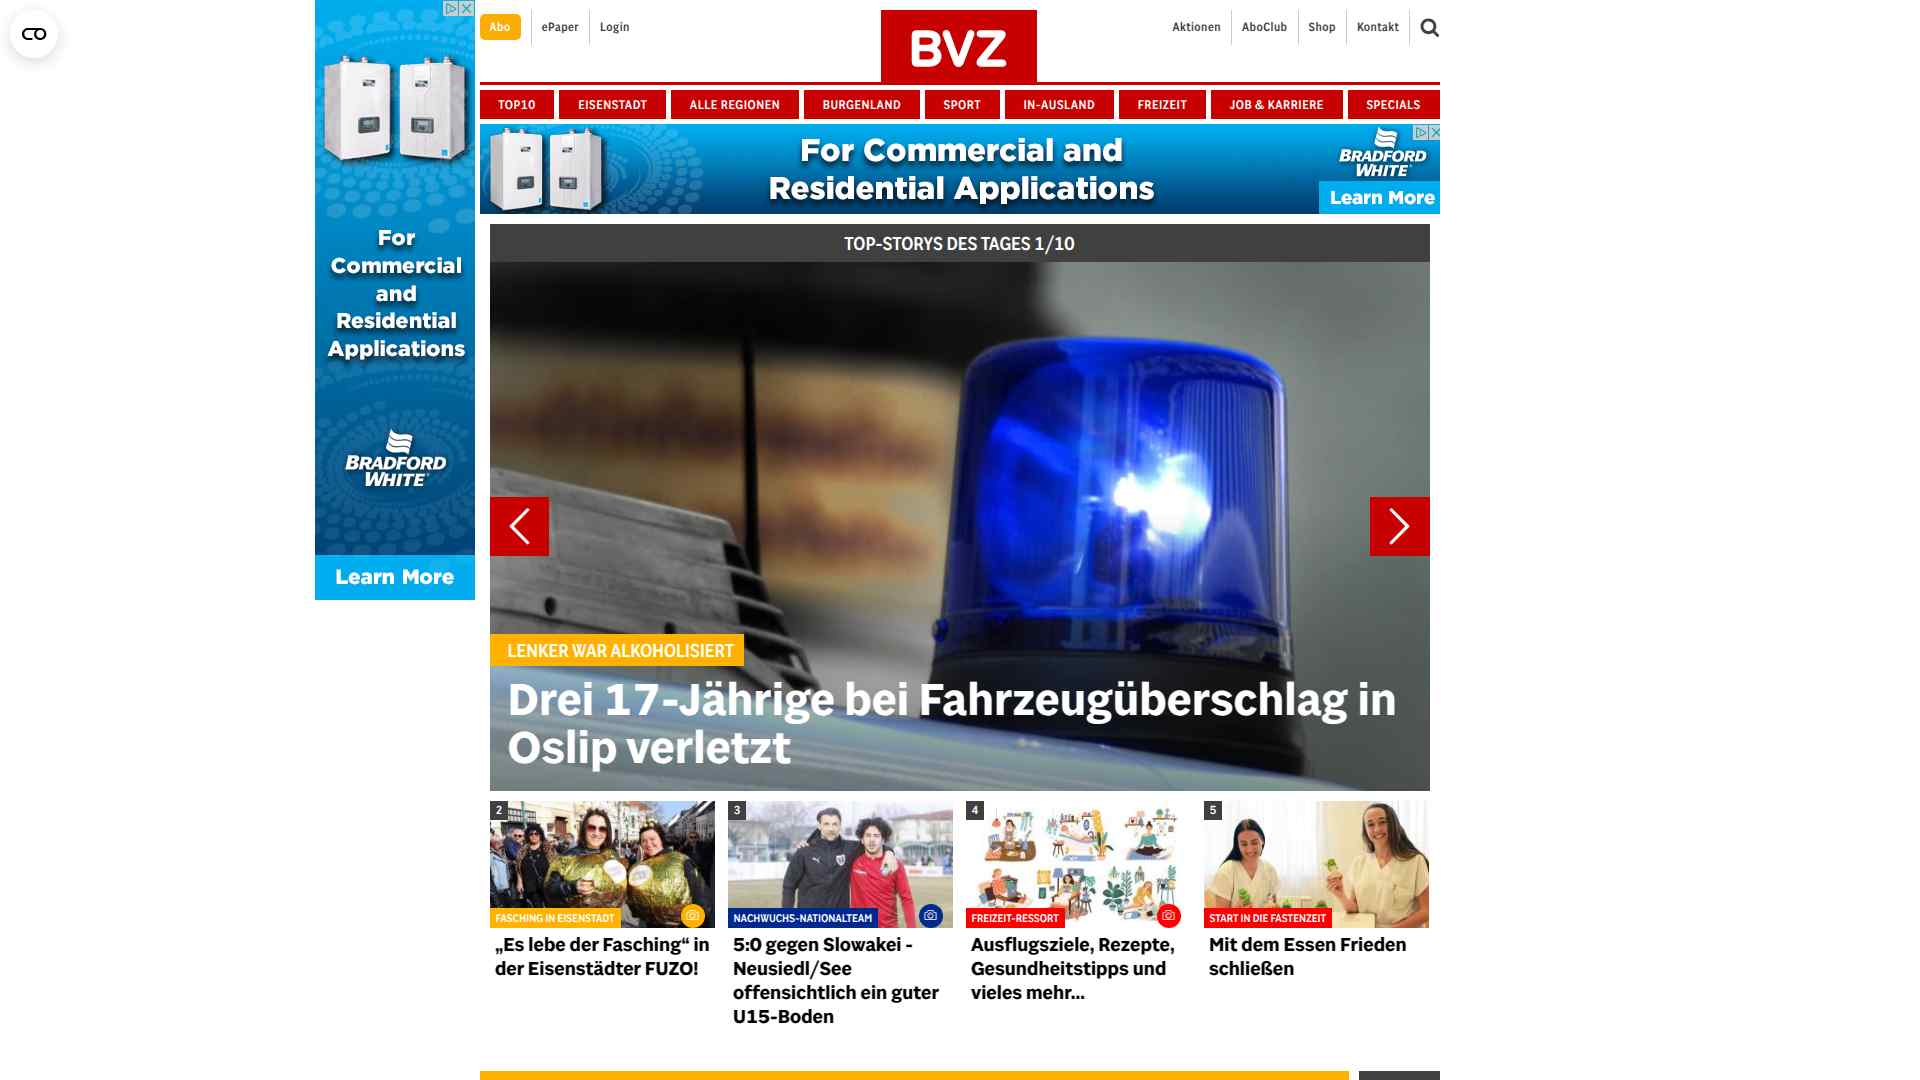 Abo
ePaper
Login
BVZ
Aktionen
AboClub
Shop
Kontakt
TOP10
EISENSTADT
ALLE REGIONEN
BURGENLAND
SPORT
IN-AUSLAND
FREIZEIT
JOB & KARRIERE
SPECIALS
For
Commercial
and
Residential
Applications
BRADFORD
WHITE
Learn More
For Commercial and
Residential Applications
BRADFORD
WHITE
Learn More
TOP-STORYS DES TAGES 1/10
LENKER WAR ALKOHOLISIERT
Drei 17-Jährige bei Fahrzeugüberschlag in
Oslip verletzt
2
FASCHING IN EISENSTADT
„Es lebe der Fasching“ in
der Eisenstädter FUZO!
3
NACHWUCHS-NATIONALTEAM
5:0 gegen Slowakei -
Neusiedl/See
offensichtlich ein guter
U15-Boden
4
FREIZEIT-RESSORT
Ausflugsziele, Rezepte,
Gesundheitstipps und
vieles mehr...
5
START IN DIE FASTENZEIT
Mit dem Essen Frieden
schließen